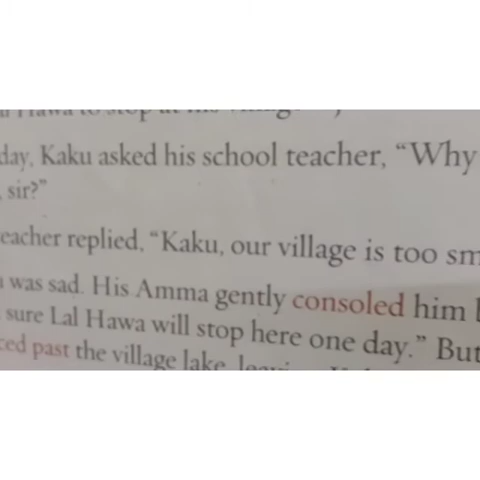 day, Kaku asked his school teacher, “Why
sir?”
eacher replied, “Kaku, our village is too sm
was sad. His Amma gently consoled him
sure Lal Hawa will stop here one day.” But
ced past the village lake,